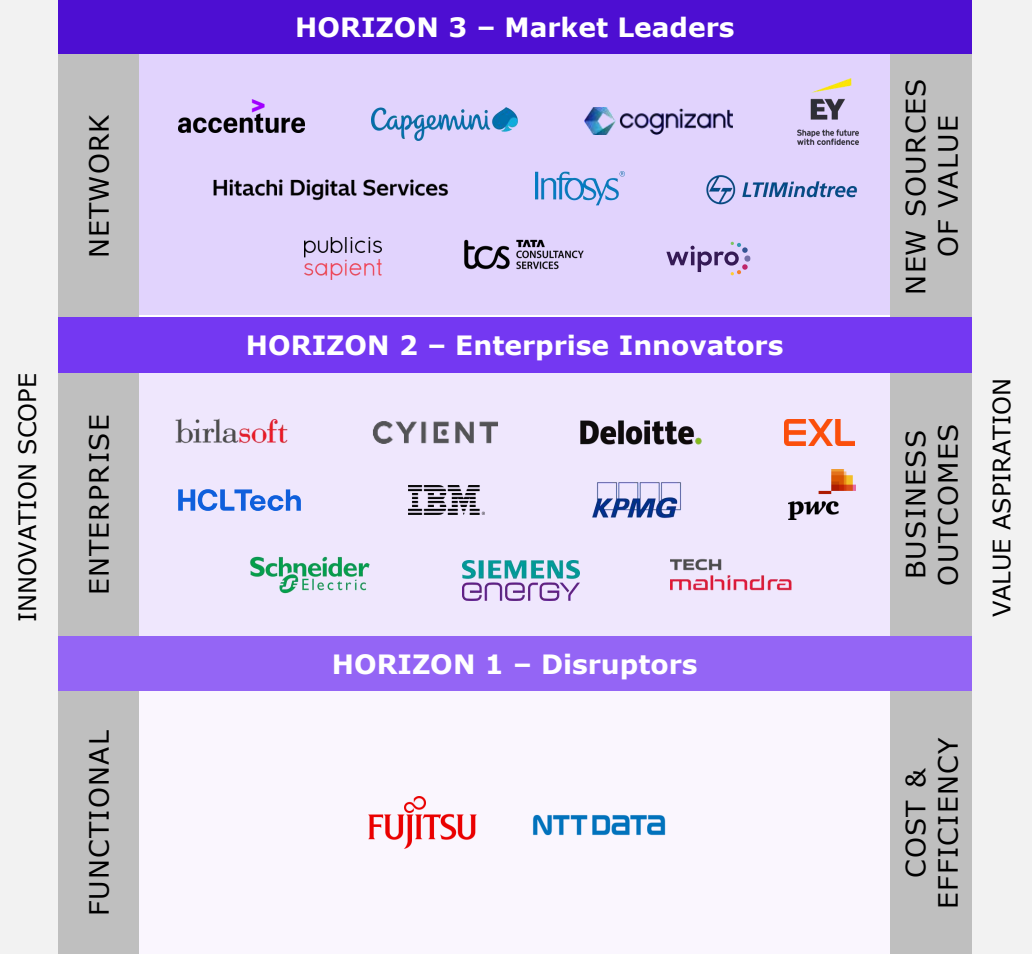 HORIZON 3 – Market Leaders
NETWORK
accenture
Capgemini
cognizant
EY
Shape the future
with confidence
Hitachi Digital Services
Infosys®
LTIMindtree
publicis
sapient
tcs
TATA
CONSULTANCY
SERVICES
wipro
NEW SOURCES
OF VALUE
INNOVATION SCOPE
HORIZON 2 – Enterprise Innovators
ENTERPRISE
birlasoft
CYIENT
Deloitte.
EXL
HCLTech
IBM®
KPMG
pwc
Schneider
Electric
SIEMENS
energy
TECH
mahindra
BUSINESS
OUTCOMES
VALUE ASPIRATION
HORIZON 1 – Disruptors
FUNCTIONAL
FUJITSU
NTT DATA
COST &
EFFICIENCY